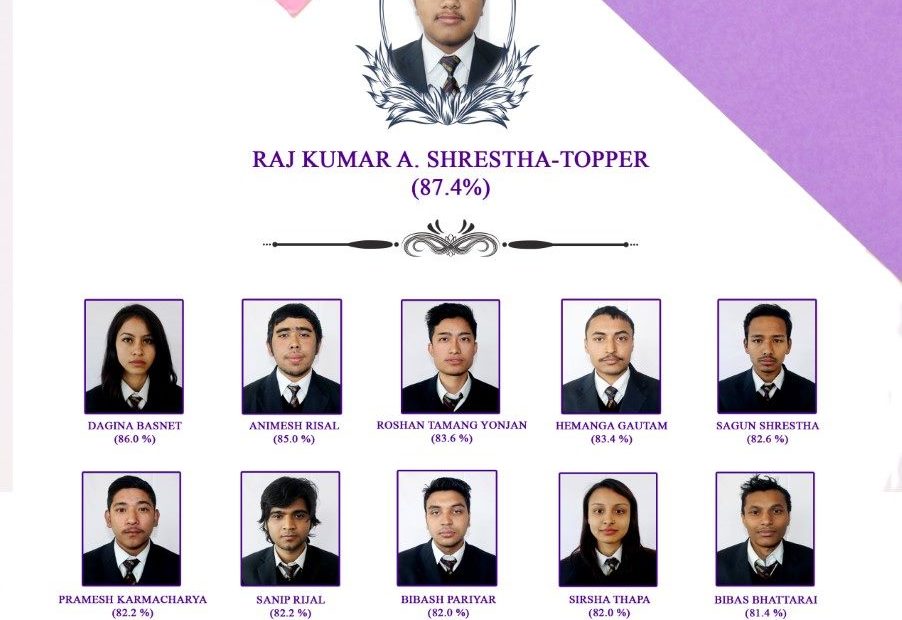 RAJ KUMAR A. SHRESTHA-TOPPER
(87.4%)
DAGINA BASNET
(86.0 %)
ANIMESH RISAL
(85.0 %)
ROSHAN TAMANG YONJAN
(83.6 %)
HEMANGA GAUTAM
(83.4 %)
SAGUN SHRESTHA
(82.6 %)
PRAMESH KARMACHARYA
(82.2 %)
SANIP RIJAL
(82.2 %)
BIBASH PARIYAR
(82.0 %)
SIRSHA THAPA
(82.0 %)
BIBAS BHATTARAI
(81.4 %)